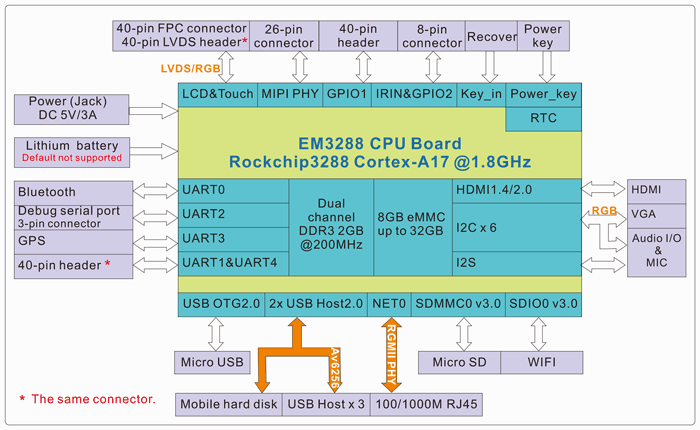 40-pin FPC connector
40-pin LVDS header*
26-pin
connector
40-pin
header
8-pin
connector
Recover
Power
key
LVDS/RGB
LCD&Touch
MIPI PHY
GPIO1
IRIN&GPIO2
Key_in
Power_key
RTC
Power (Jack)
DC 5V/3A
Lithium battery
Default not supported
EM3288 CPU Board
Rockchip3288 Cortex-A17 @1.8GHz
Bluetooth
Debug serial port
3-pin connector
GPS
40-pin header *
UART0
UART2
UART3
UART1&UART4
Dual
channel
DDR3 2GB
@200MHz
8GB eMMC
up to 32GB
HDMI1.4/2.0
I2C x 6
I2S
RGB
HDMI
VGA
Audio I/O
&
MIC
USB OTG2.0
2x USB Host2.0
NET0
SDMMC0 v3.0
SDIO0 v3.0
Micro USB
Av6256
RGMII PHY
Micro SD
WIFI
Mobile hard disk
USB Host x 3
100/1000M RJ45
* The same connector.